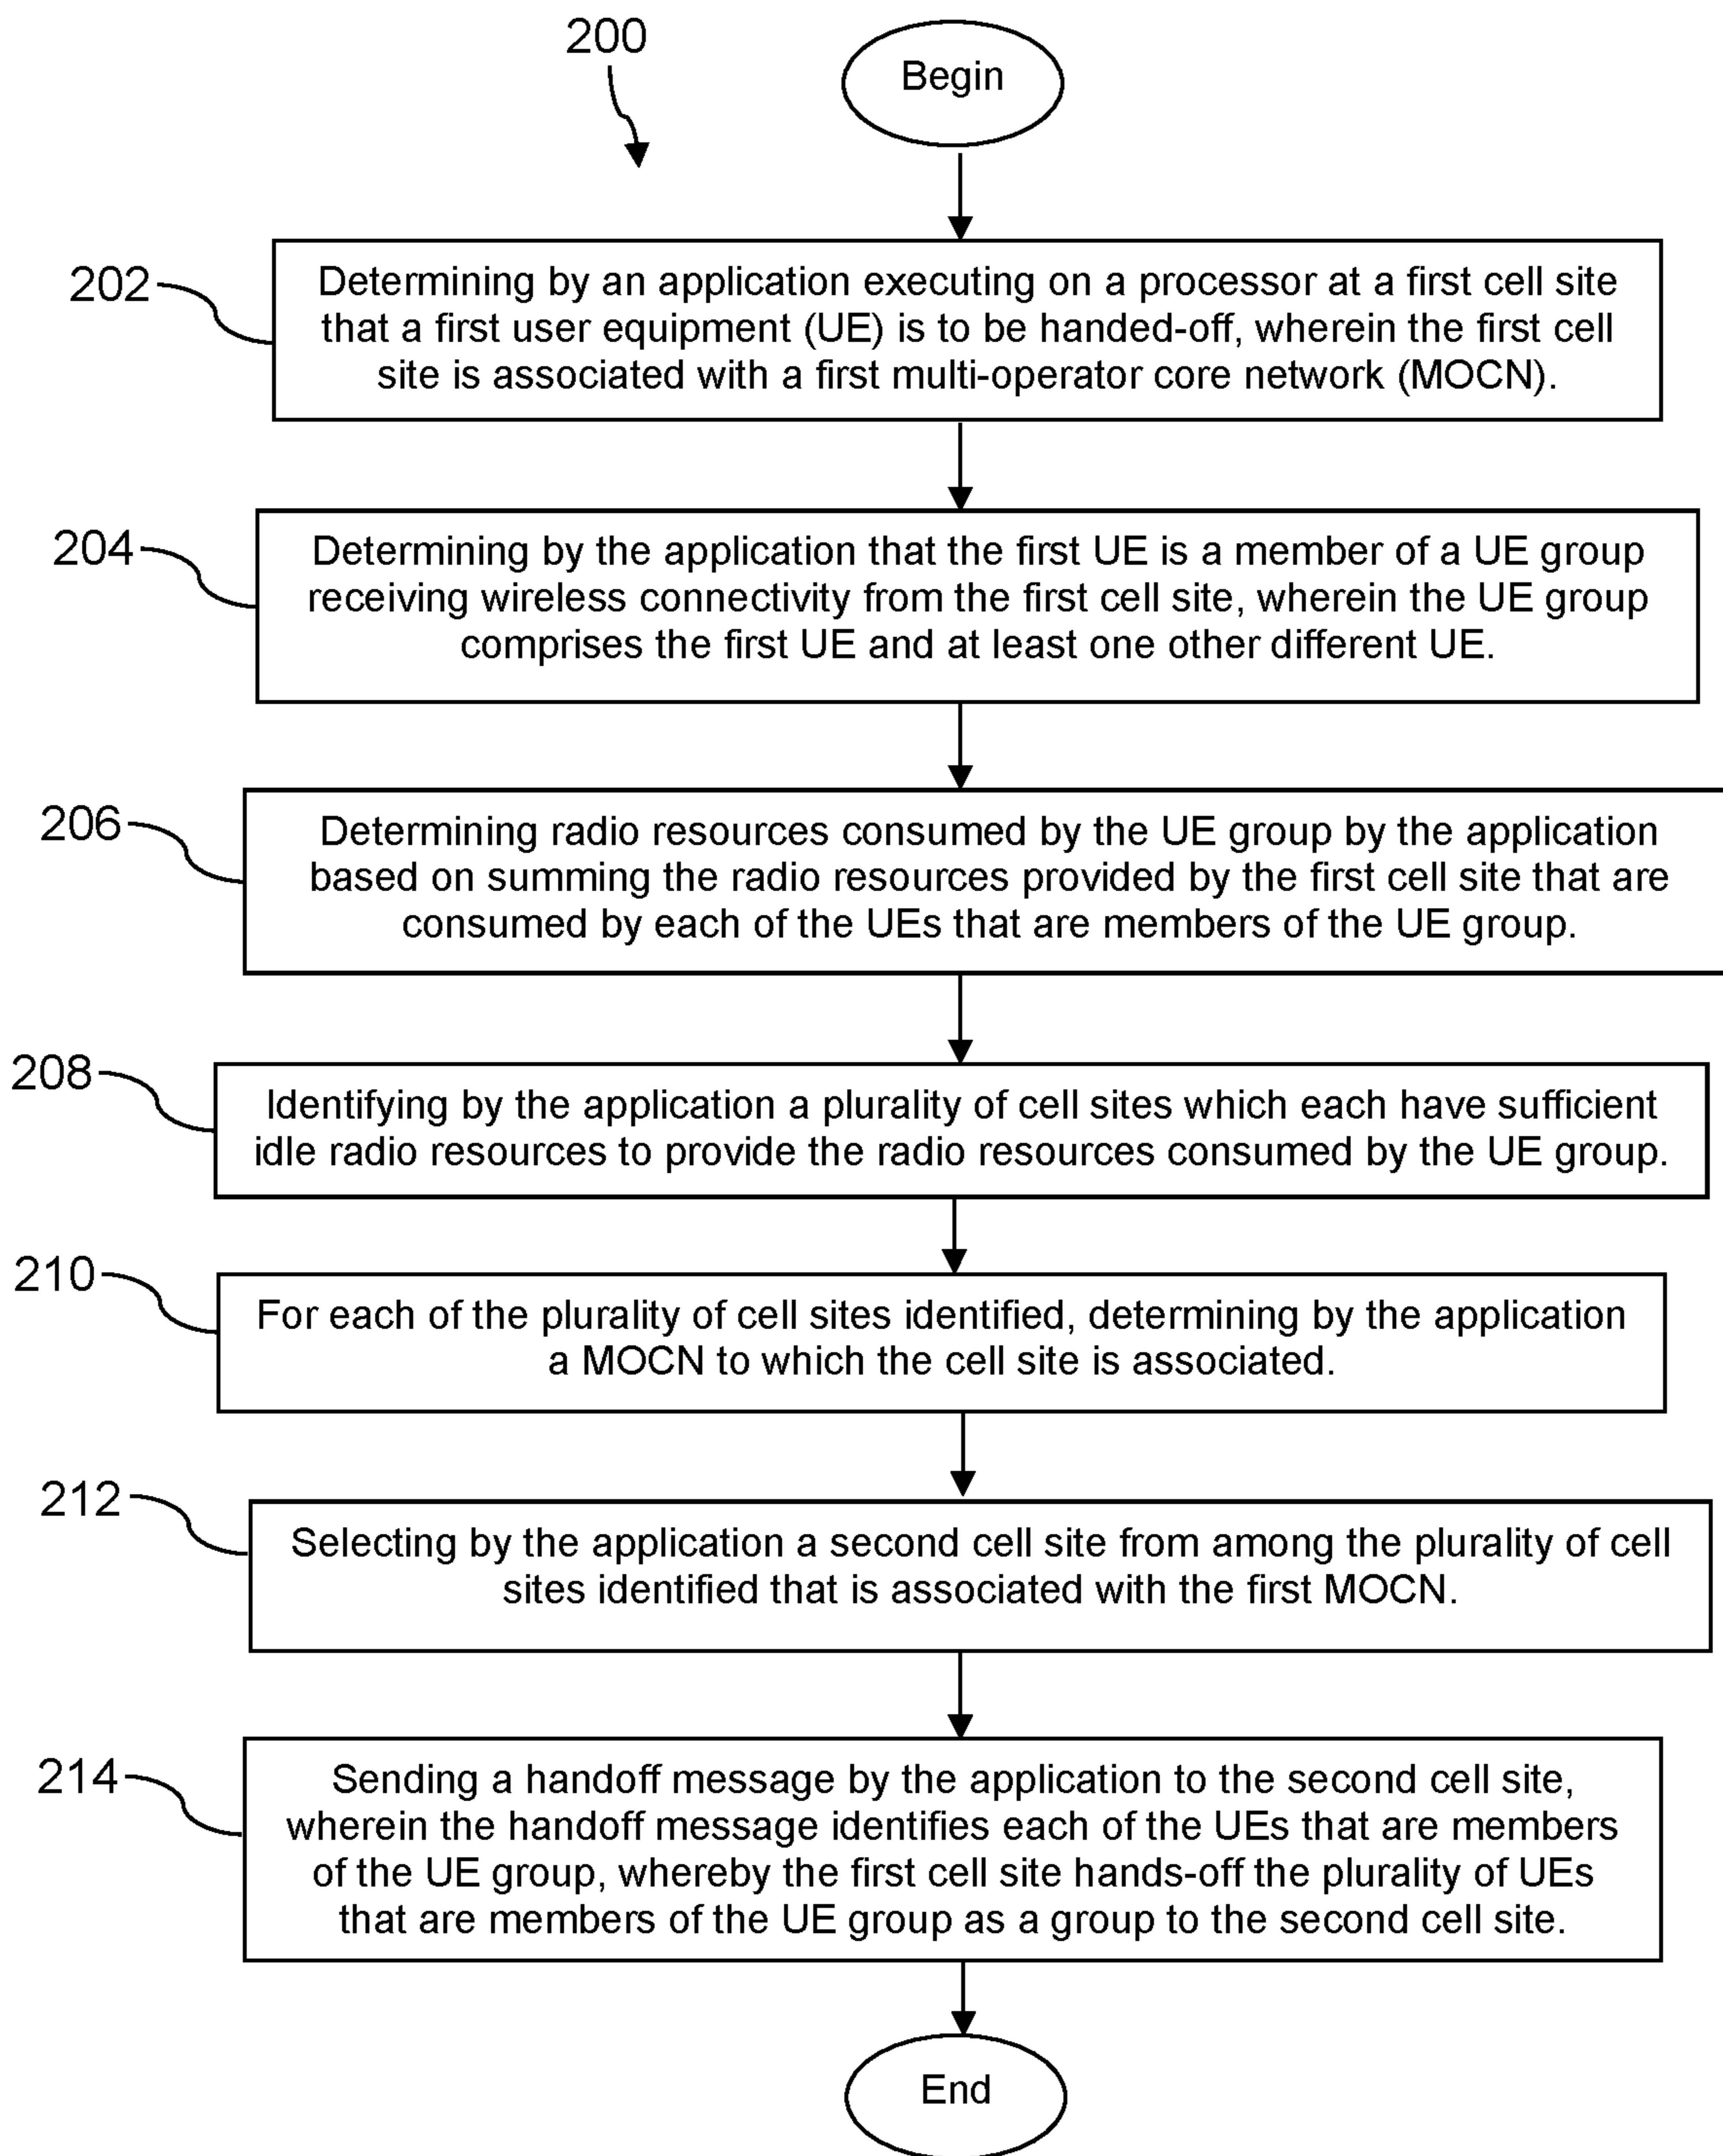 200
Begin
202
Determining by an application executing on a processor at a first cell site
that a first user equipment (UE) is to be handed-off, wherein the first cell
site is associated with a first multi-operator core network (MOCN).
204
Determining by the application that the first UE is a member of a UE group
receiving wireless connectivity from the first cell site, wherein the UE group
comprises the first UE and at least one other different UE.
206
Determining radio resources consumed by the UE group by the application
based on summing the radio resources provided by the first cell site that are
consumed by each of the UEs that are members of the UE group.
208
Identifying by the application a plurality of cell sites which each have sufficient
idle radio resources to provide the radio resources consumed by the UE group.
210
For each of the plurality of cell sites identified, determining by the application
a MOCN to which the cell site is associated.
212
Selecting by the application a second cell site from among the plurality of cell
sites identified that is associated with the first MOCN.
214
Sending a handoff message by the application to the second cell site,
wherein the handoff message identifies each of the UEs that are members
of the UE group, whereby the first cell site hands-off the plurality of UEs
that are members of the UE group as a group to the second cell site.
End